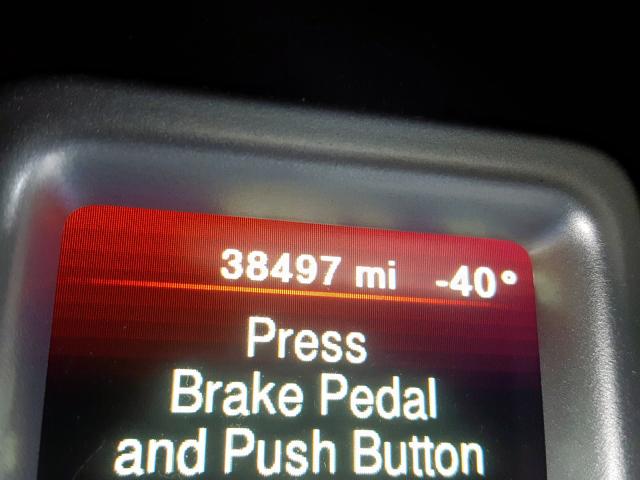 38497 mi -40°
Press
Brake Pedal
and Push Button